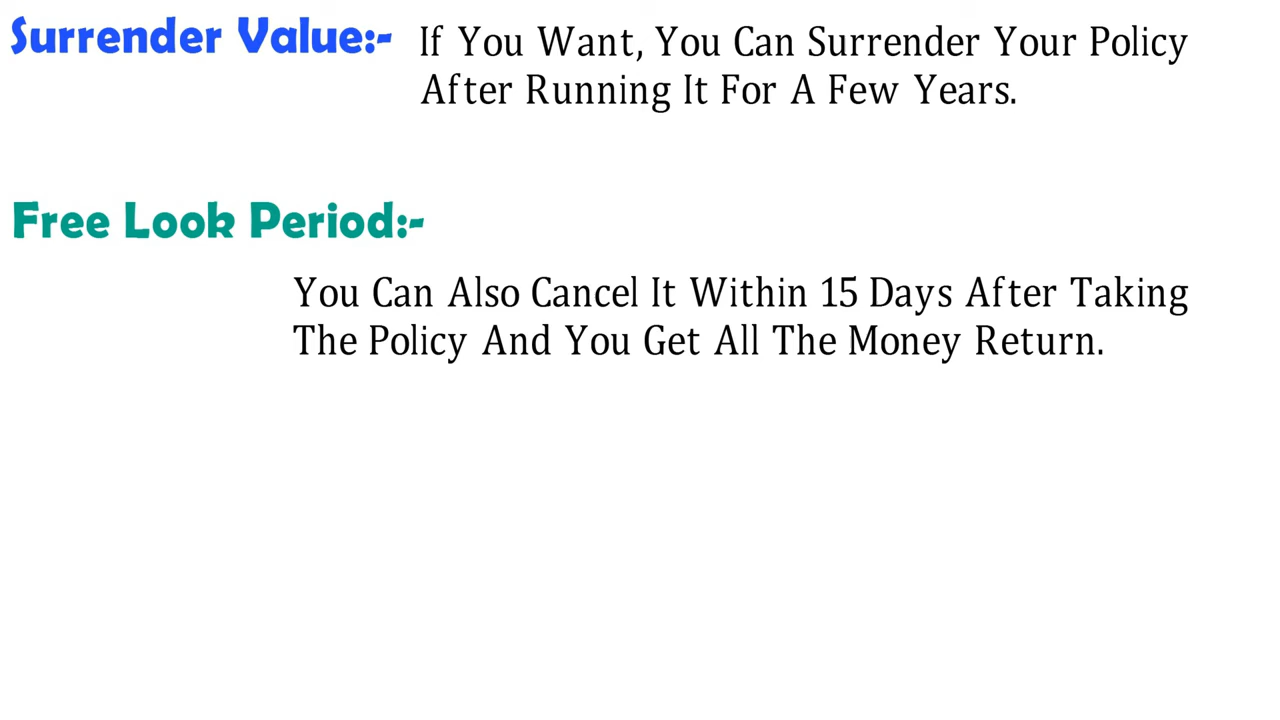 Surrender Value:- If You Want, You Can Surrender Your Policy
After Running It For A Few Years.
Free Look Period:-
You Can Also Cancel It Within 15 Days After Taking
The Policy And You Get All The Money Return.